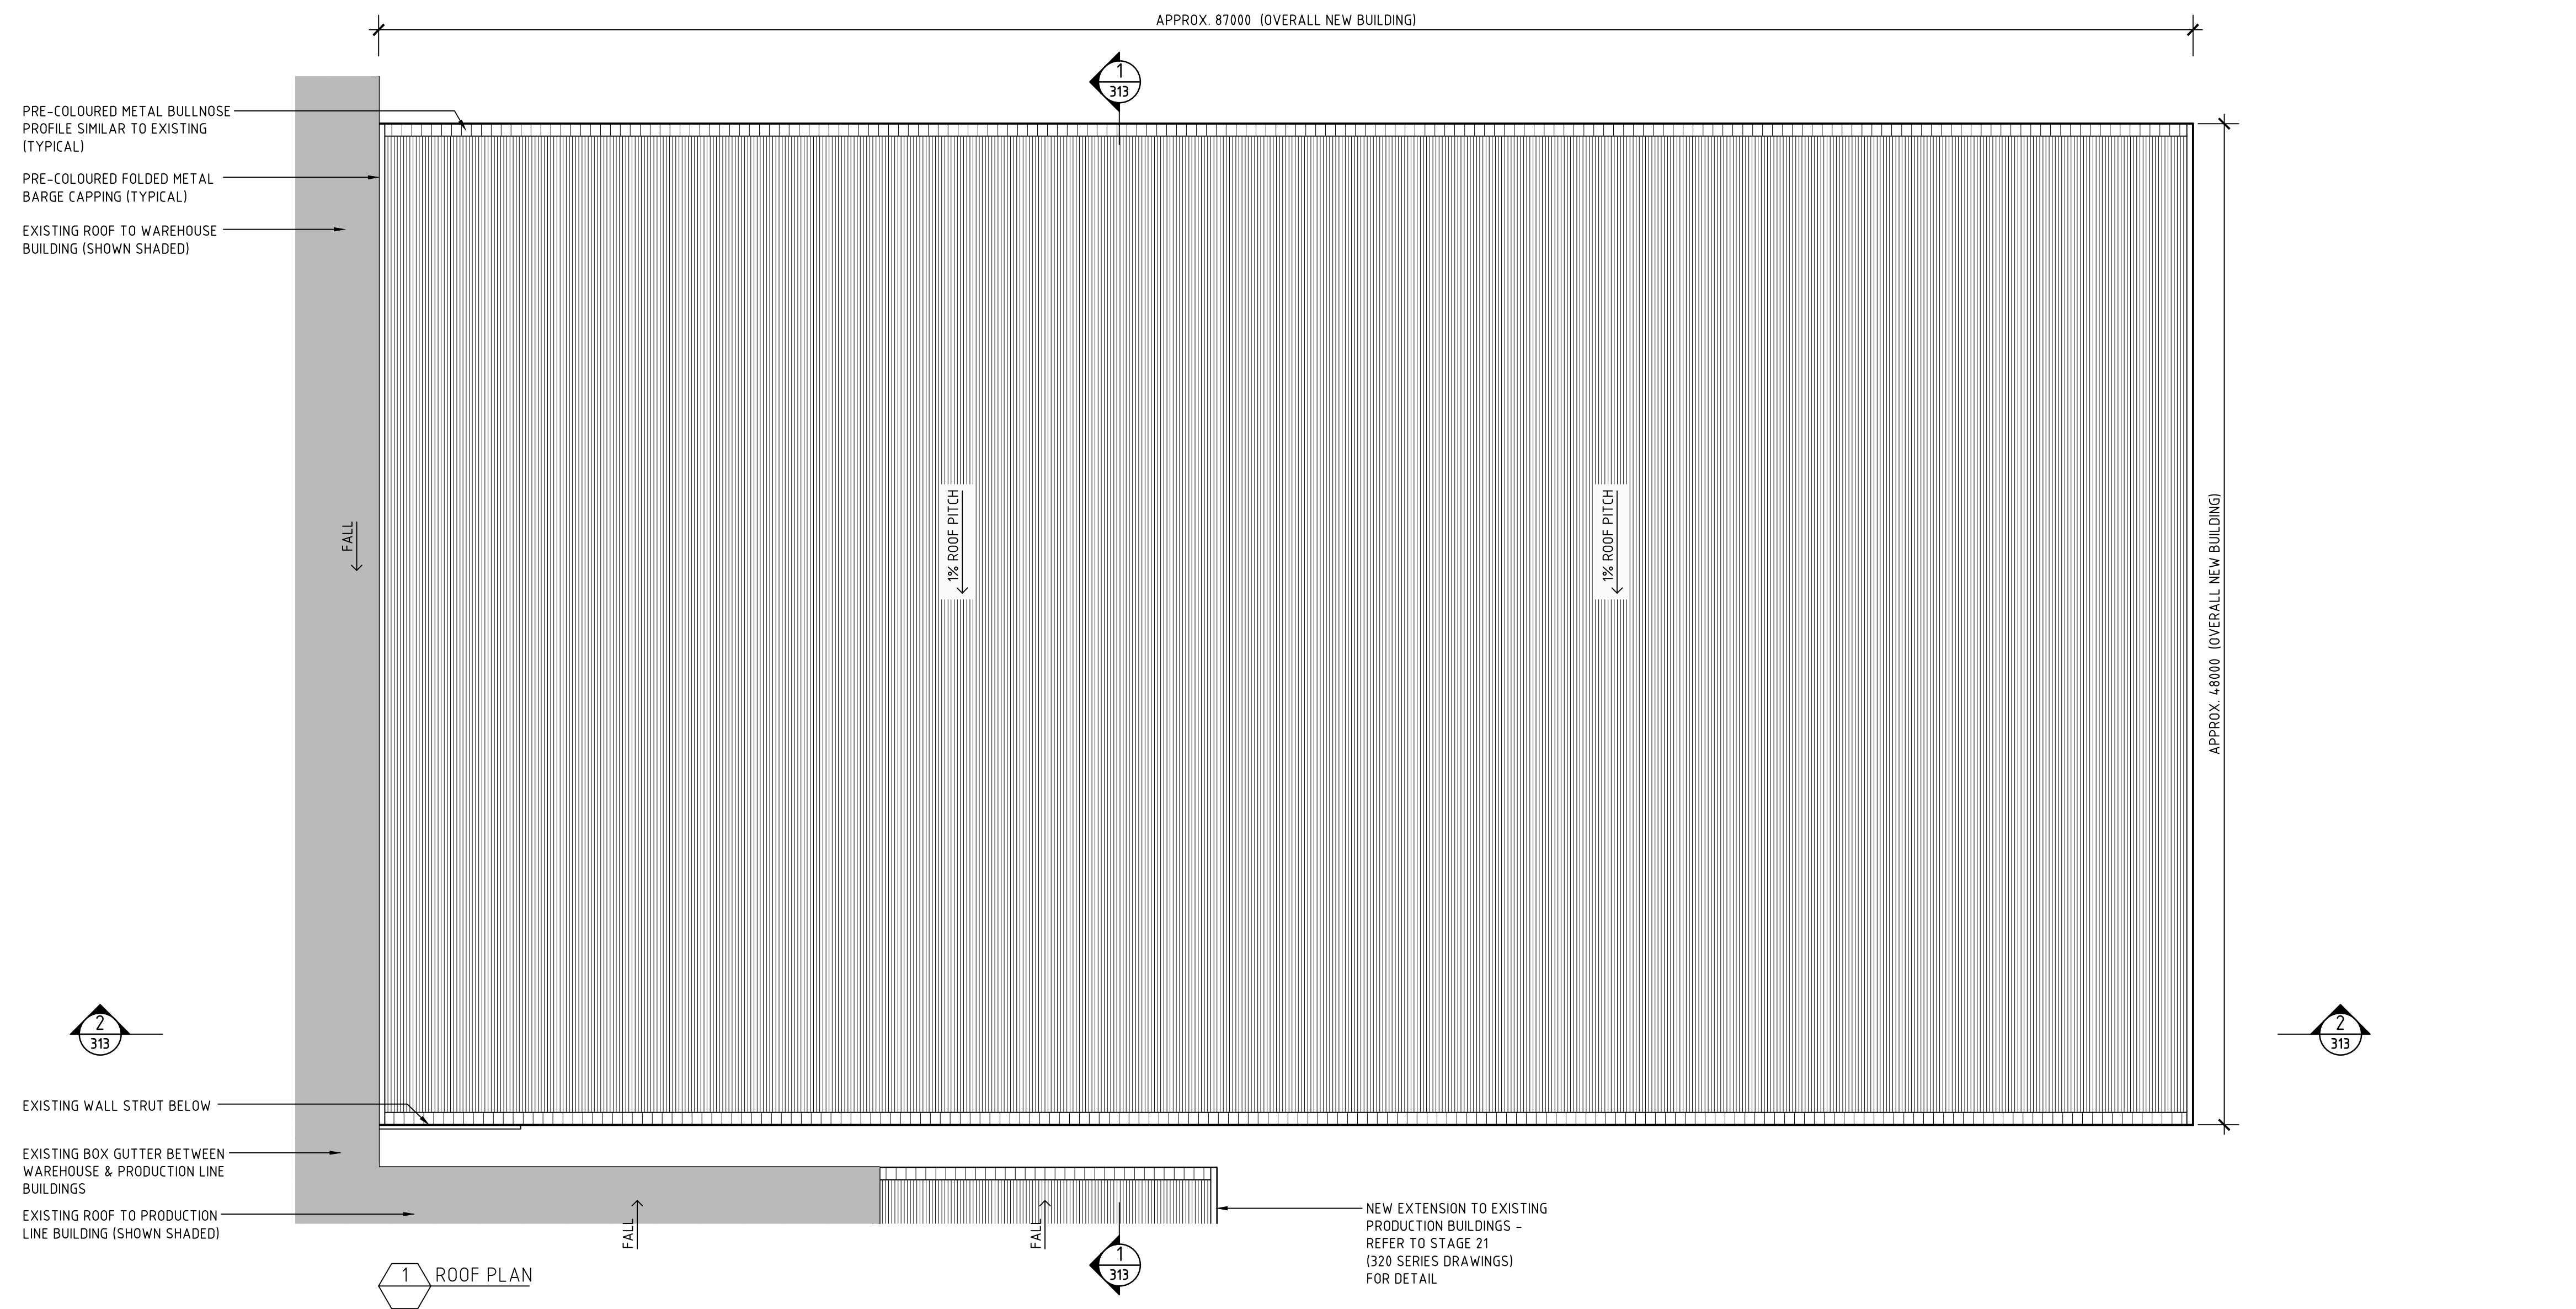 APPROX. 87000 (OVERALL NEW BUILDING)
1
313
PRE-COLOURED METAL BULLNOSE
PROFILE SIMILAR TO EXISTING
(TYPICAL)
PRE-COLOURED FOLDED METAL
BARGE CAPPING (TYPICAL)
EXISTING ROOF TO WAREHOUSE
BUILDING (SHOWN SHADED)
FALL
1% ROOF PITCH
1% ROOF PITCH
APPROX. 48000 (OVERALL NEW BUILDING)
2
313
2
313
EXISTING WALL STRUT BELOW
EXISTING BOX GUTTER BETWEEN
WAREHOUSE & PRODUCTION LINE
BUILDINGS
EXISTING ROOF TO PRODUCTION
LINE BUILDING (SHOWN SHADED)
FALL
FALL
NEW EXTENSION TO EXISTING
PRODUCTION BUILDINGS -
REFER TO STAGE 21
(320 SERIES DRAWINGS)
FOR DETAIL
1
313
1 ROOF PLAN